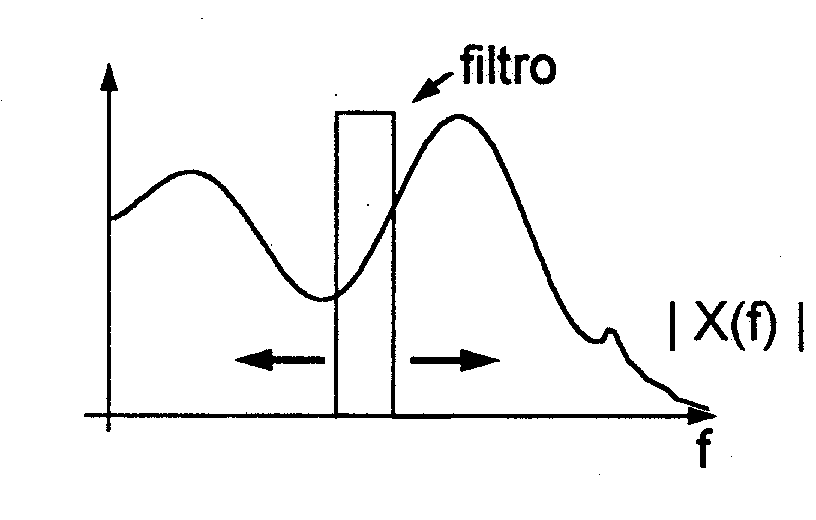 filtro
| X(f) |
f